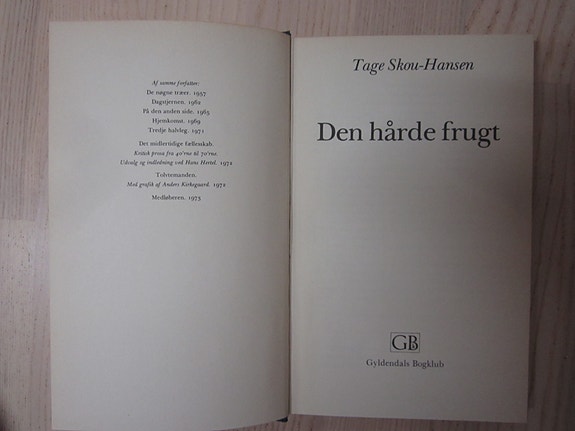 Af samme forfatter:
De nøgne træer. 1957
Dagstjernen. 1962
På den anden side. 1965
Hjemkomst. 1969
Tredje halvleg. 1971
Det midlertidige fællesskab.
Kritisk prosa fra 40'rne til 70'rne.
Udvalg og indledning ved Hans Hertel. 1972
Tolvtemanden.
Med grafik af Anders Kirkegaard. 1972
Medløberen. 1973
Tage Skou-Hansen
Den hårde frugt
GB
Gyldendals Bogklub